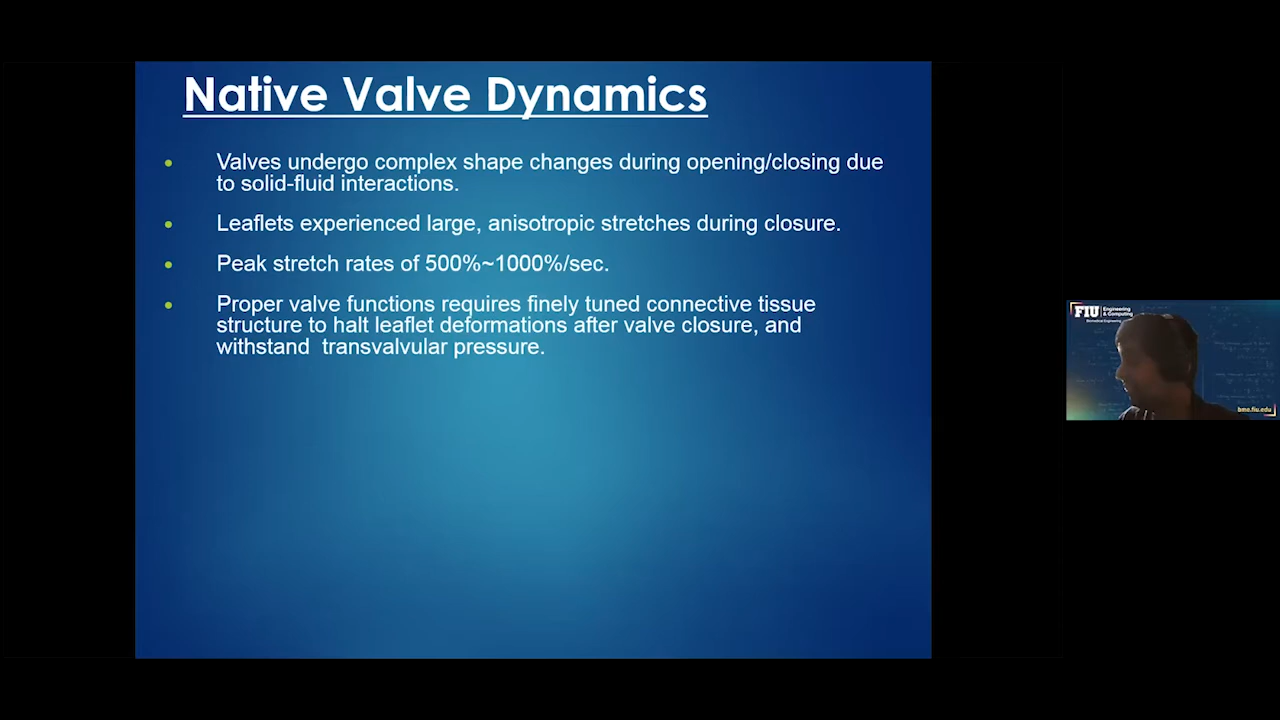 Native Valve Dynamics
• Valves undergo complex shape changes during opening/closing due
to solid-fluid interactions.
• Leaflets experienced large, anisotropic stretches during closure.
• Peak stretch rates of 500%~1000%/sec.
• Proper valve functions requires finely tuned connective tissue
structure to halt leaflet deformations after valve closure, and
withstand  transvalvular pressure.
FIU
Engineering
& Computing
Biomedical Engineering
bme.fiu.edu